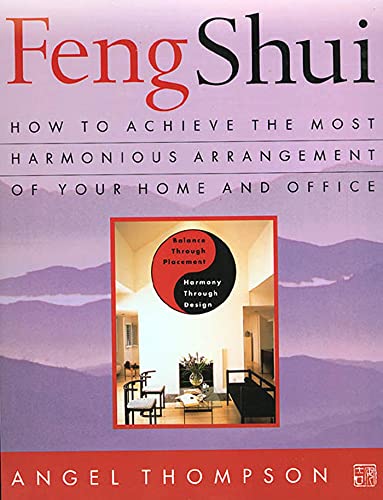 Feng Shui
HOW TO ACHIEVE THE MOST
HARMONIOUS ARRANGEMENT
OF YOUR HOME AND OFFICE
Balance
Through
Placement
Harmony
Through
Design
ANGEL THOMPSON